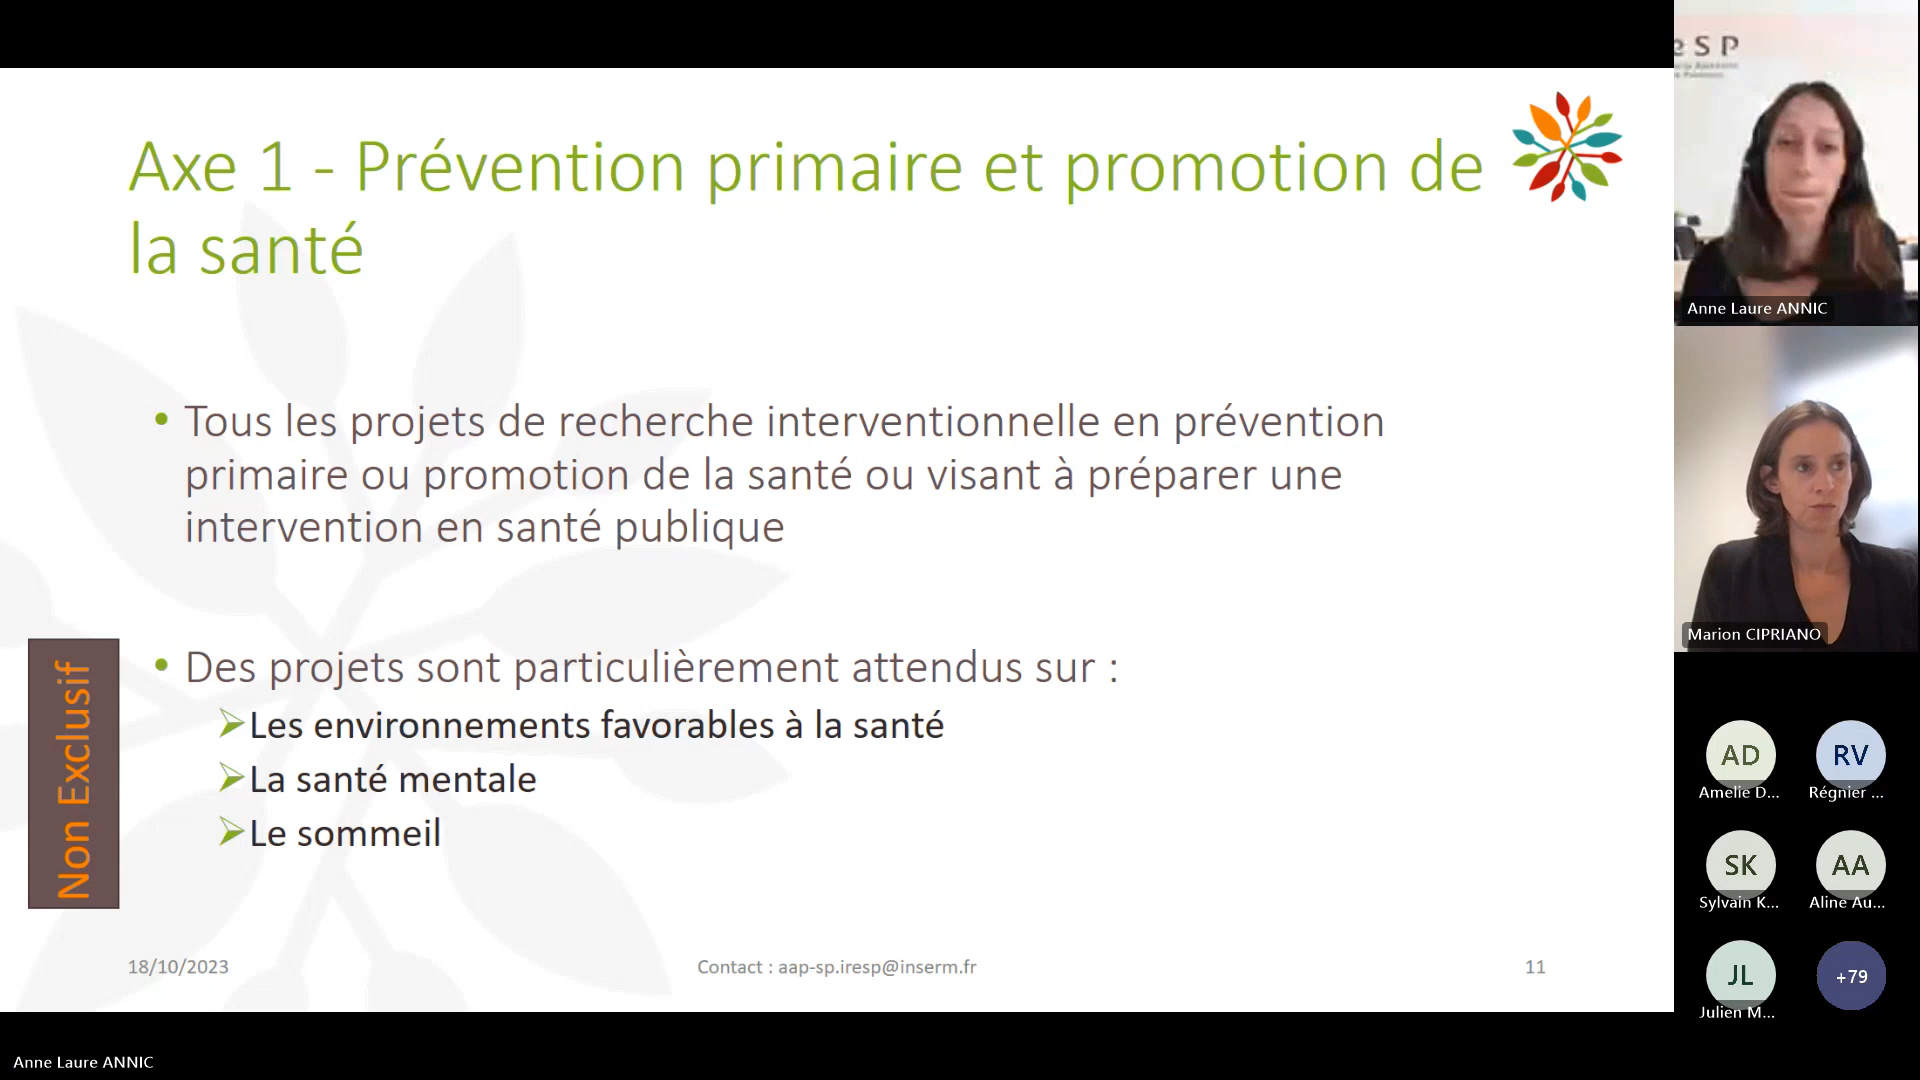 Axe 1 - Prévention primaire et promotion de
la santé
• Tous les projets de recherche interventionnelle en prévention
primaire ou promotion de la santé ou visant à préparer une
intervention en santé publique
• Des projets sont particulièrement attendus sur :
➢Les environnements favorables à la santé
➢La santé mentale
➢Le sommeil
Non Exclusif
18/10/2023
Contact : aap-sp.iresp@inserm.fr
11
Anne Laure ANNIC
e S P
Anne Laure ANNIC
Marion CIPRIANO
AD
RV
Amelie D...
Régnier ...
SK
AA
Sylvain K...
Aline Au...
JL
+79
Julien M...